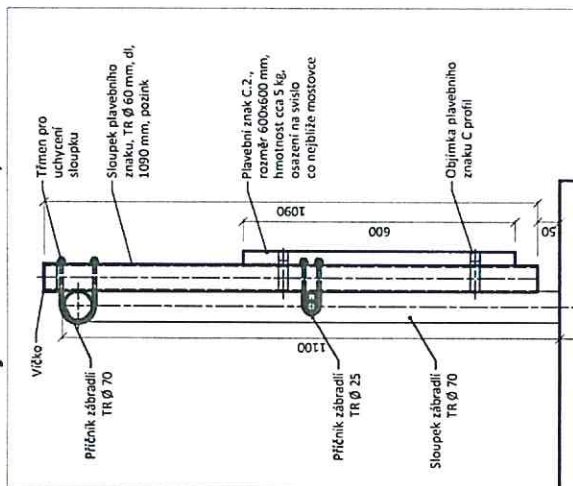 Víčko
Třmen pro
uchycení
sloupku
Sloupek plavebního
znaku, TR Ø 60 mm, dl,
1090 mm, pozink
Plavební znak C.2.,
rozměr 600x600 mm,
hmotnost cca 5 kg,
osazení na svislo
co nejblíže mostovce
Objímka plavebního
znaku C profil
1090
600
50
1100
Příčník zábradlí
TR Ø 70
Příčník zábradlí
TR Ø 25
Sloupek zábradlí
TR Ø 70